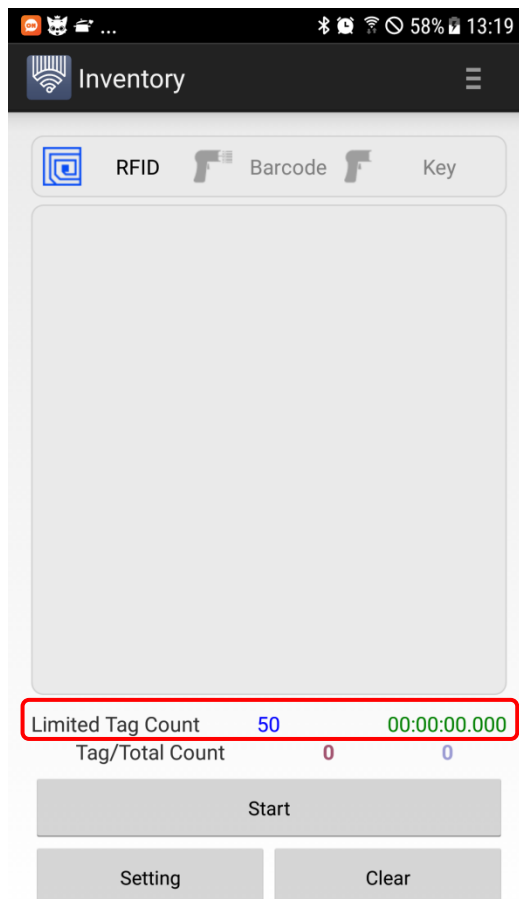 ... 58% 13:19
Inventory
RFID Barcode Key
Limited Tag Count 50 00:00:00.000
Tag/Total Count 0 0
Start
Setting Clear